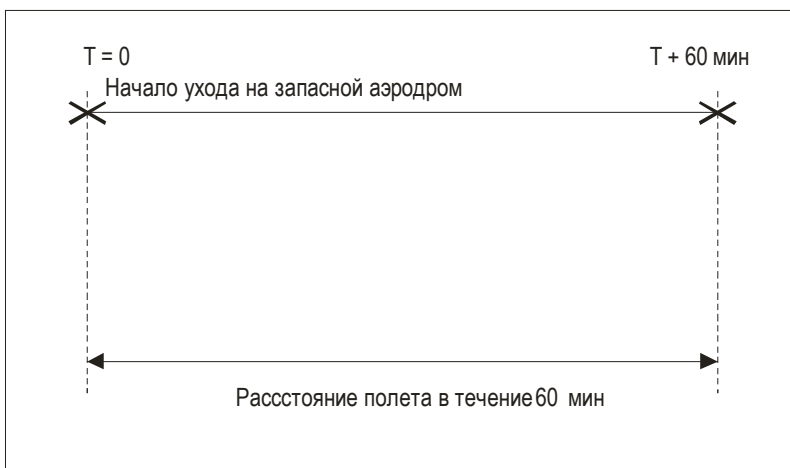 T = 0
T + 60 мин
Начало ухода на запасной аэродром
Рассстояние полета в течение 60 мин